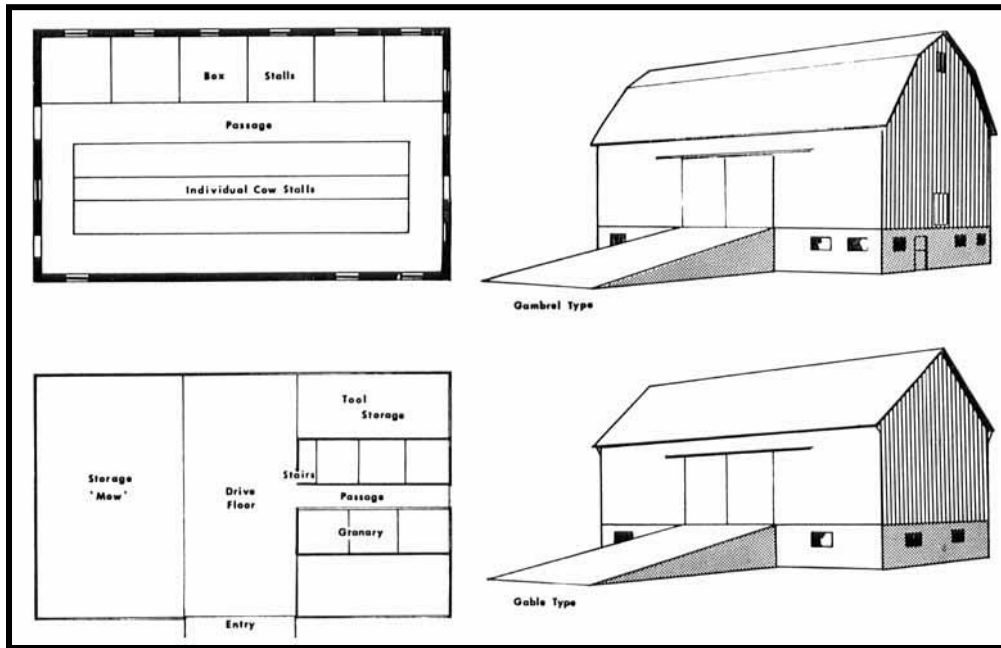 Box Stalls
Passage
Individual Cow Stalls
Gambrel Type
Tool
Storage
Stairs
Storage
'Mow'
Drive
Floor
Passage
Granary
Entry
Gable Type